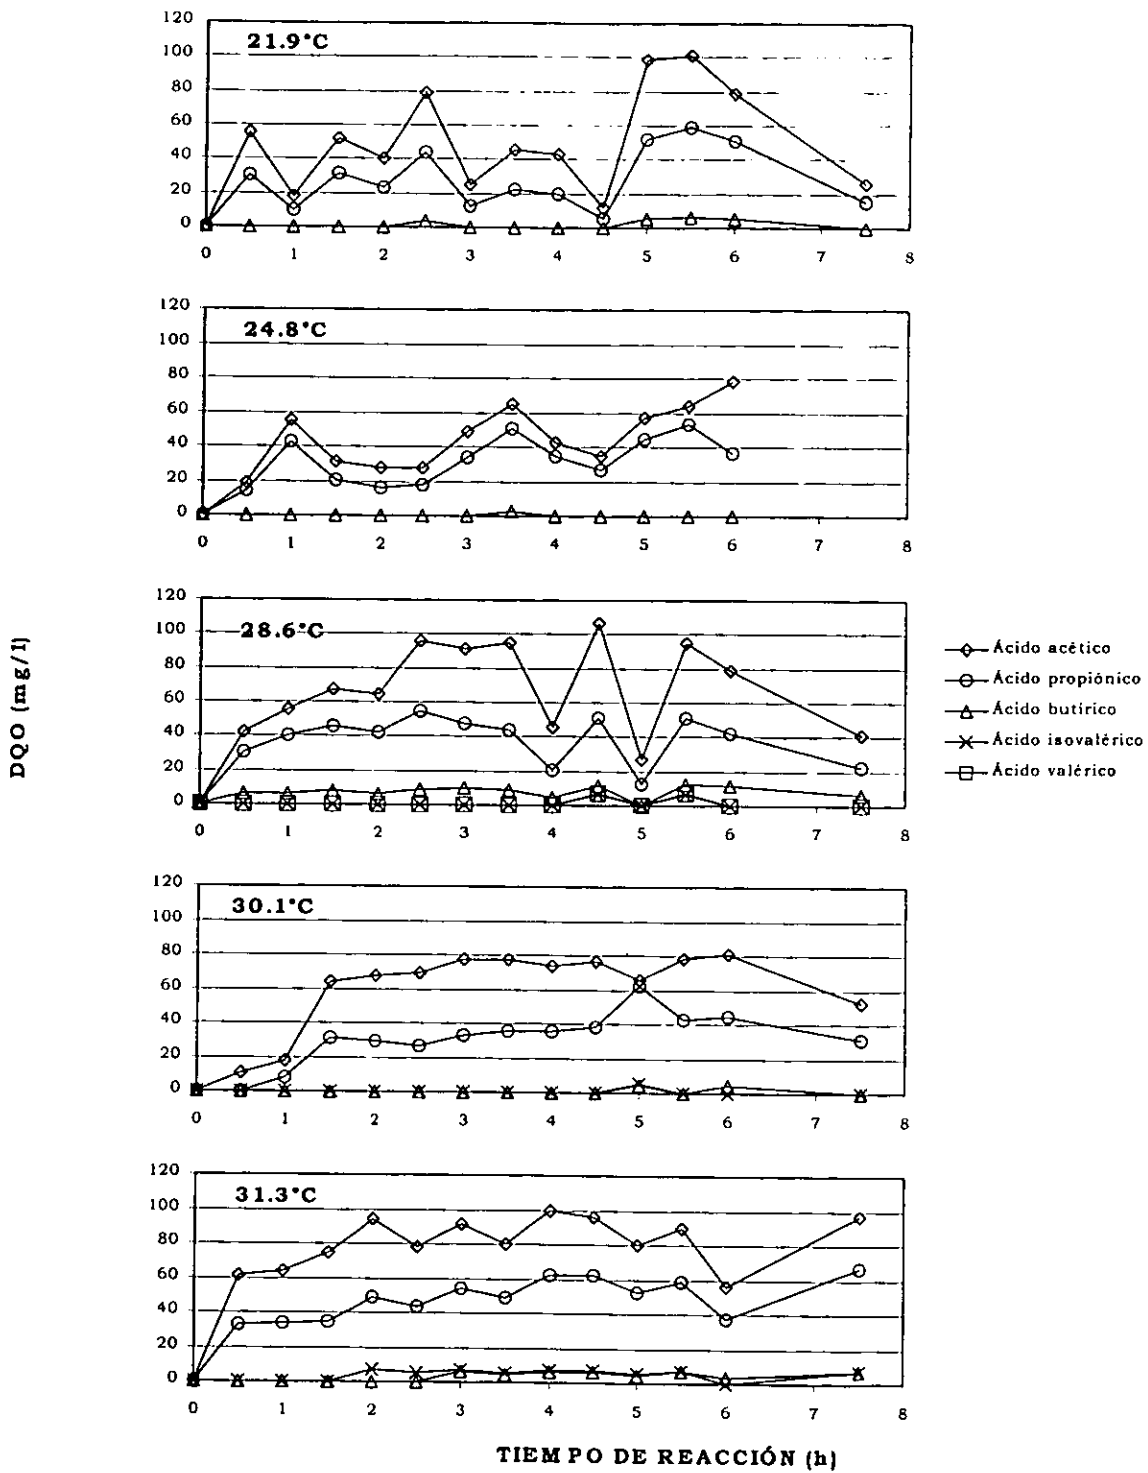 120
21.9°C
100
80
60
40
20
0
0 1 2 3 4 5 6 7 8
120
24.8°C
100
80
60
40
20
0
0 1 2 3 4 5 6 7 8
120
28.6°C
100
80
60
40
20
0
0 1 2 3 4 5 6 7 8
120
30.1°C
100
80
60
40
20
0
0 1 2 3 4 5 6 7 8
120
31.3°C
100
80
60
40
20
0
0 1 2 3 4 5 6 7 8
DQO (mg/l)
Ácido acético
Ácido propiónico
Ácido butírico
Ácido isovalérico
Ácido valérico
TIEMPO DE REACCIÓN (h)